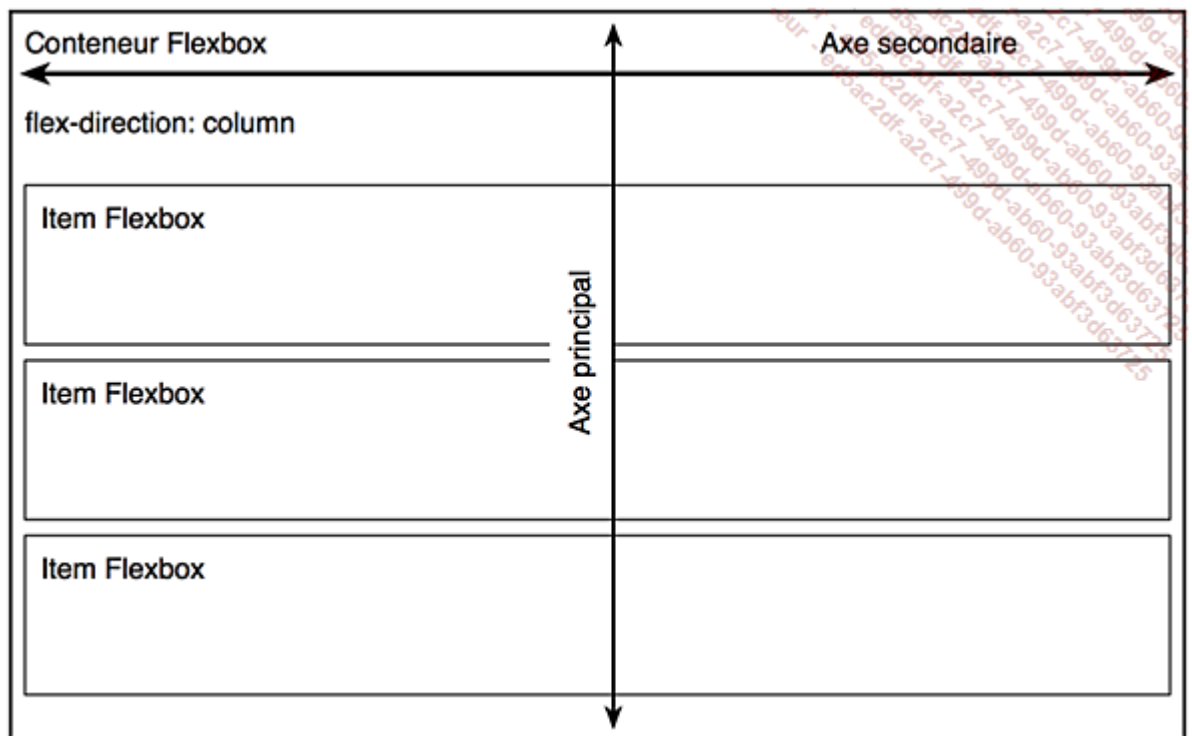 Conteneur Flexbox
Axe secondaire
flex-direction: column
Item Flexbox
Axe principal
Item Flexbox
Item Flexbox